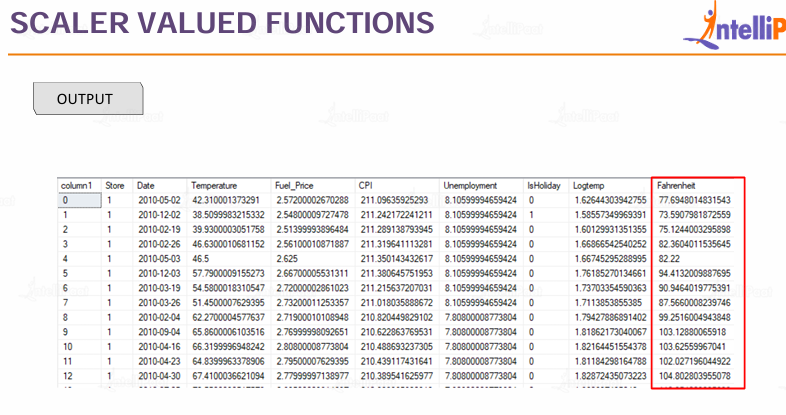 SCALER VALUED FUNCTIONS
ntelliP
OUTPUT
column1 Store Date Temperature Fuel_Price CPI Unemployment IsHoliday Logtemp Fahrenheit
0 1 2010-05-02 42.310001373291 2.57200002670288 211.09635925293 8.10599994659424 0 1.62644303942755 77.6948014831543
1 1 2010-12-02 38.5099983215332 2.54800009727478 211.242172241211 8.10599994659424 1 1.58557349969391 73.5907981872559
2 1 2010-02-19 39.9300003051758 2.51399993896484 211.289138793945 8.10599994659424 0 1.60129931351355 75.1244003295898
3 1 2010-02-26 46.6300010681152 2.56100010871887 211.319641113281 8.10599994659424 0 1.66866542540252 82.3604011535645
4 1 2010-05-03 46.5 2.625 211.350143432617 8.10599994659424 0 1.66745295288995 82.22
5 1 2010-12-03 57.7900009155273 2.66700005531311 211.380645751953 8.10599994659424 0 1.76185270134661 94.4132009887695
6 1 2010-03-19 54.5800018310547 2.72000002861023 211.215637207031 8.10599994659424 0 1.73703354590363 90.9464019775391
7 1 2010-03-26 51.4500007629395 2.73200011253357 211.018035888672 8.10599994659424 0 1.7113853855385 87.5660008239746
8 1 2010-02-04 62.2700004577637 2.71900010108948 210.820449829102 7.80800008773804 0 1.79427886891402 99.2516004943848
9 1 2010-09-04 65.8600006103516 2.76999998092651 210.622863769531 7.80800008773804 0 1.81862173040067 103.12880065918
10 1 2010-04-16 66.3199996948242 2.80800008773804 210.488693237305 7.80800008773804 0 1.82164451554378 103.62559967041
11 1 2010-04-23 64.8399963378906 2.79500007629395 210.439117431641 7.80800008773804 0 1.81184298164788 102.027196044922
12 1 2010-04-30 67.4100036621094 2.77999997138977 210.389541625977 7.80800008773804 0 1.82872435073223 104.802803955078